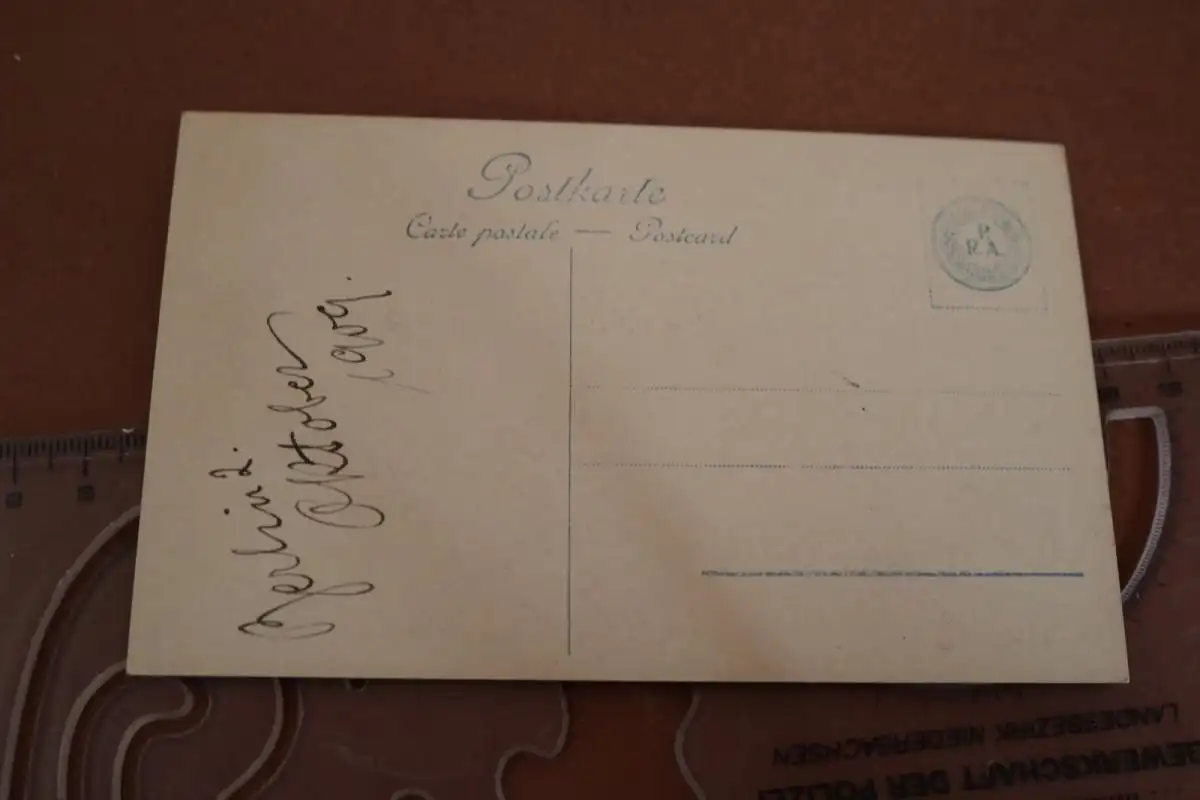 Postkarte
Carte postale — Postcard
P.
R.A.
Berlin 2.
Oktober
1909.
LANDESBEZIRK NIEDERSACHSEN
GEWERKSCHAFT DER POLIZEI